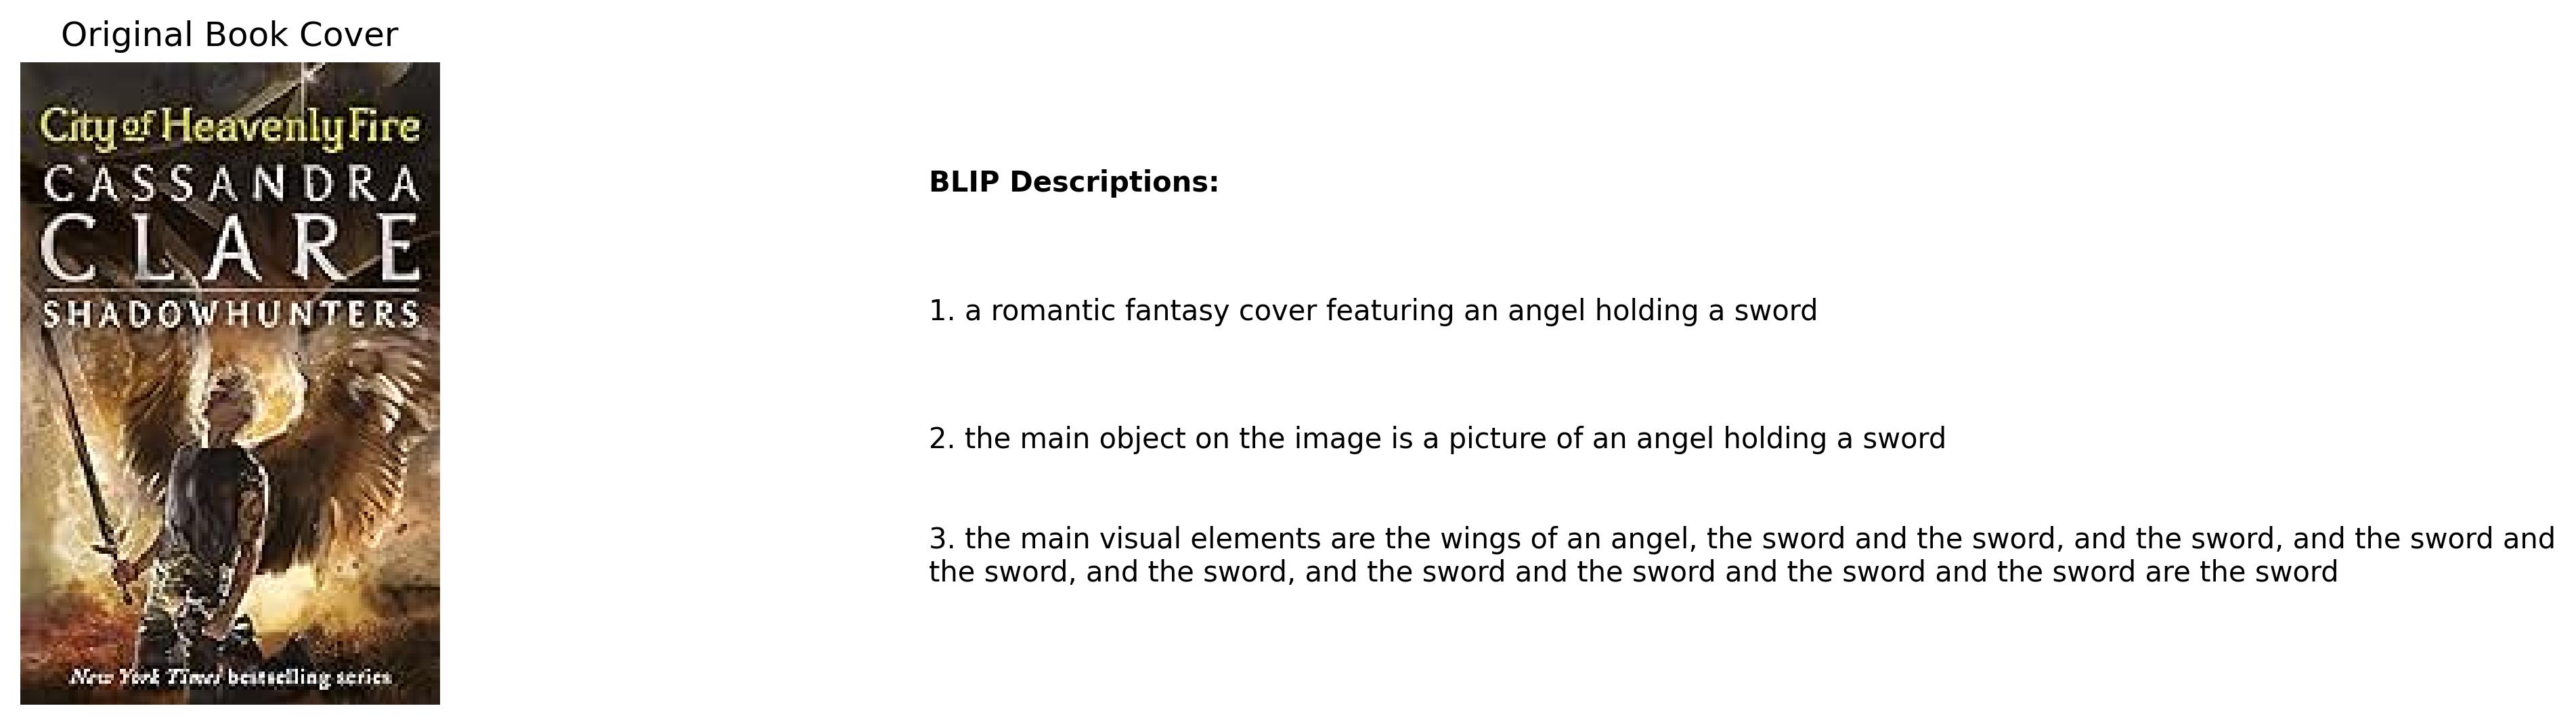 Original Book Cover
City of Heavenly Fire
CASSANDRA
CLARE
SHADOWHUNTERS
New York Times bestselling series
BLIP Descriptions:
1. a romantic fantasy cover featuring an angel holding a sword
2. the main object on the image is a picture of an angel holding a sword
3. the main visual elements are the wings of an angel, the sword and the sword, and the sword, and the sword and
the sword, and the sword, and the sword and the sword and the sword and the sword are the sword